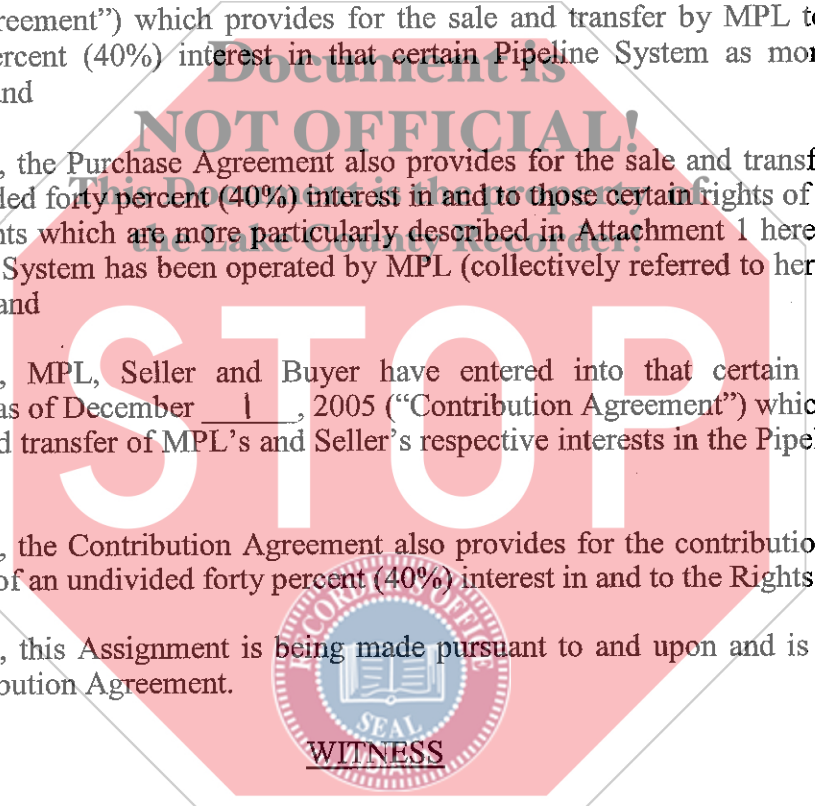 reement”) which provides for the sale and transfer by MPL to
ercent (40%) interest in that certain Pipeline System as mor
nd
Document is
NOT OFFICIAL!
This Document is the property of
the Lake County Recorder!
, the Purchase Agreement also provides for the sale and transf
led forty percent (40%) interest in and to those certain rights of
nts which are more particularly described in Attachment 1 here
System has been operated by MPL (collectively referred to her
and
, MPL, Seller and Buyer have entered into that certain
as of December 1, 2005 (“Contribution Agreement”) whic
d transfer of MPL’s and Seller’s respective interests in the Pipel
STOP
, the Contribution Agreement also provides for the contributio
of an undivided forty percent (40%) interest in and to the Rights
, this Assignment is being made pursuant to and upon and is
bution Agreement.
RECORDER'S OFFICE
SEAL
INDIANA
WITNESS